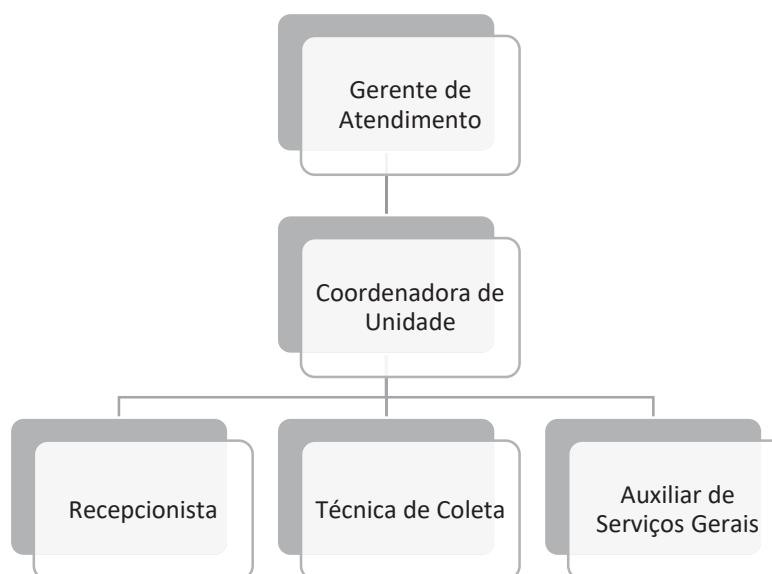 Gerente de
Atendimento
Coordenadora de
Unidade
Recepcionista
Técnica de Coleta
Auxiliar de
Serviços Gerais